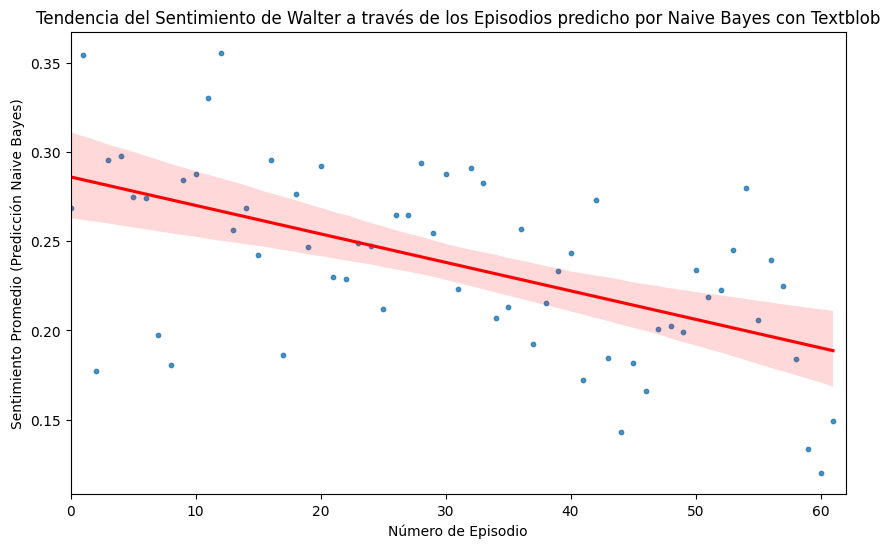 Tendencia del Sentimiento de Walter a través de los Episodios predicho por Naive Bayes con Textblob
Sentimiento Promedio (Predicción Naive Bayes)
0.35
0.30
0.25
0.20
0.15
0 10 20 30 40 50 60
Número de Episodio